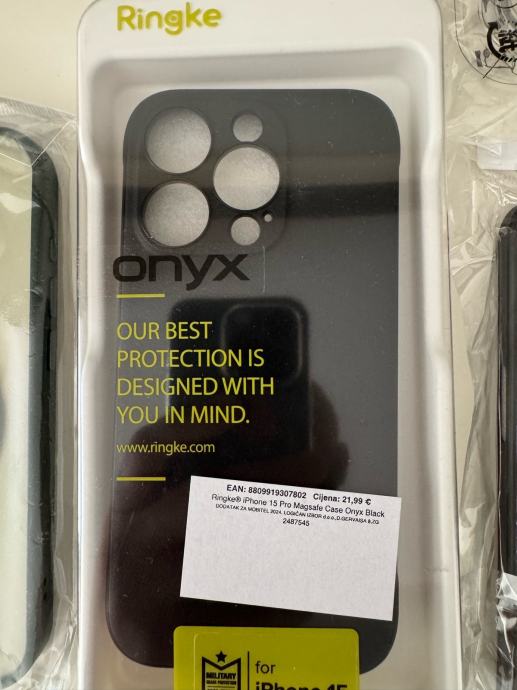 Ringke
onyx
OUR BEST
PROTECTION IS
DESIGNED WITH
YOU IN MIND.
www.ringke.com
EAN: 8809919307802 Cijena: 21,99 €
Ringke® iPhone 15 Pro Magsafe Case Onyx Black
DODATAK ZA MOBITEL 2024, LOGIČAN IZBOR d.o.o.,D.GERVAISA 8,ZG
2487545
MILITARY
for
iPhone 15